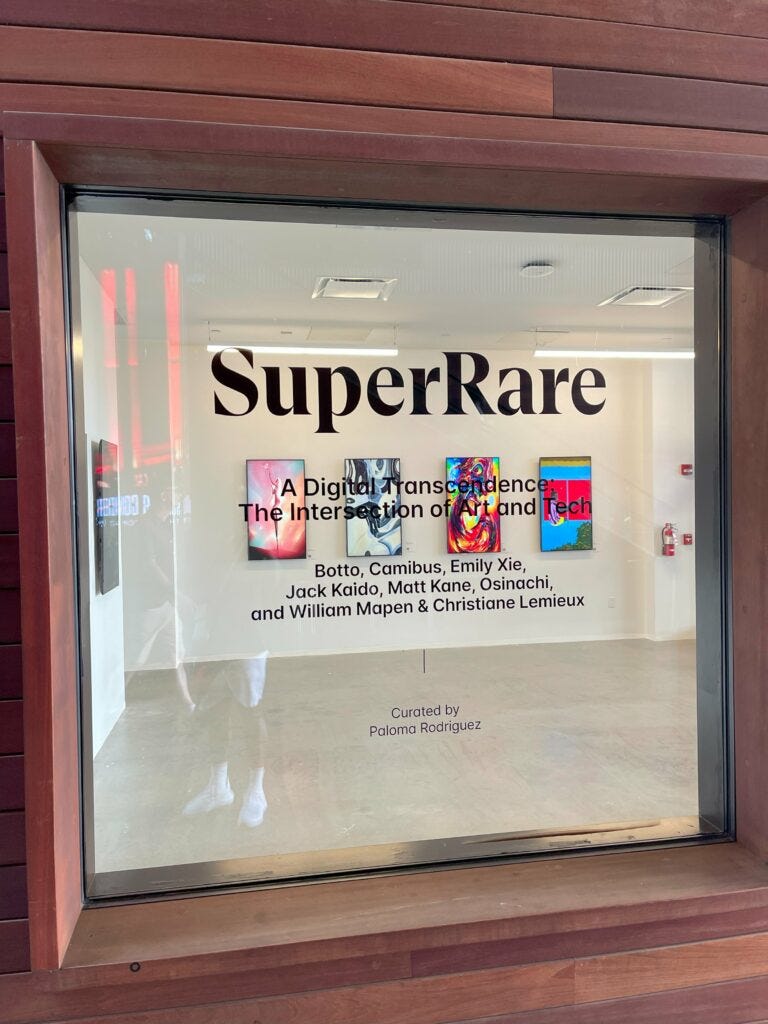 SuperRare
A Digital Transcendence:
The Intersection of Art and Tech
Botto, Camibus, Emily Xie,
Jack Kaido, Matt Kane, Osinachi,
and William Mapen & Christiane Lemieux
Curated by
Paloma Rodriguez